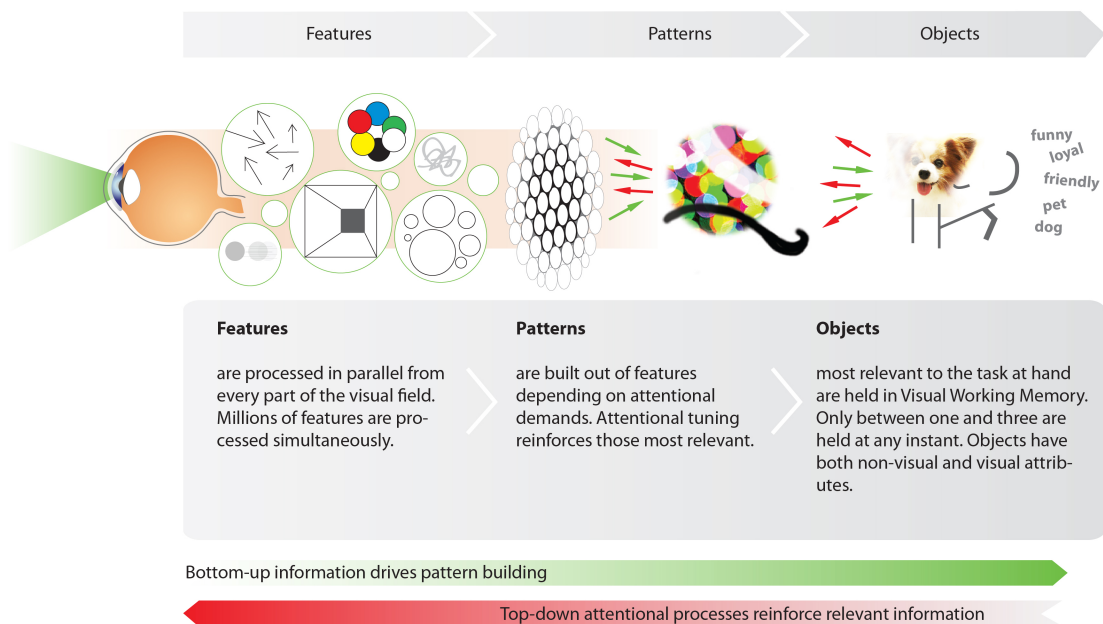 Features
Patterns
Objects
funny
loyal
friendly
pet
dog
Features
are processed in parallel from
every part of the visual field.
Millions of features are pro-
cessed simultaneously.
Patterns
are built out of features
depending on attentional
demands. Attentional tuning
reinforces those most relevant.
Objects
most relevant to the task at hand
are held in Visual Working Memory.
Only between one and three are
held at any instant. Objects have
both non-visual and visual attrib-
utes.
Bottom-up information drives pattern building
Top-down attentional processes reinforce relevant information